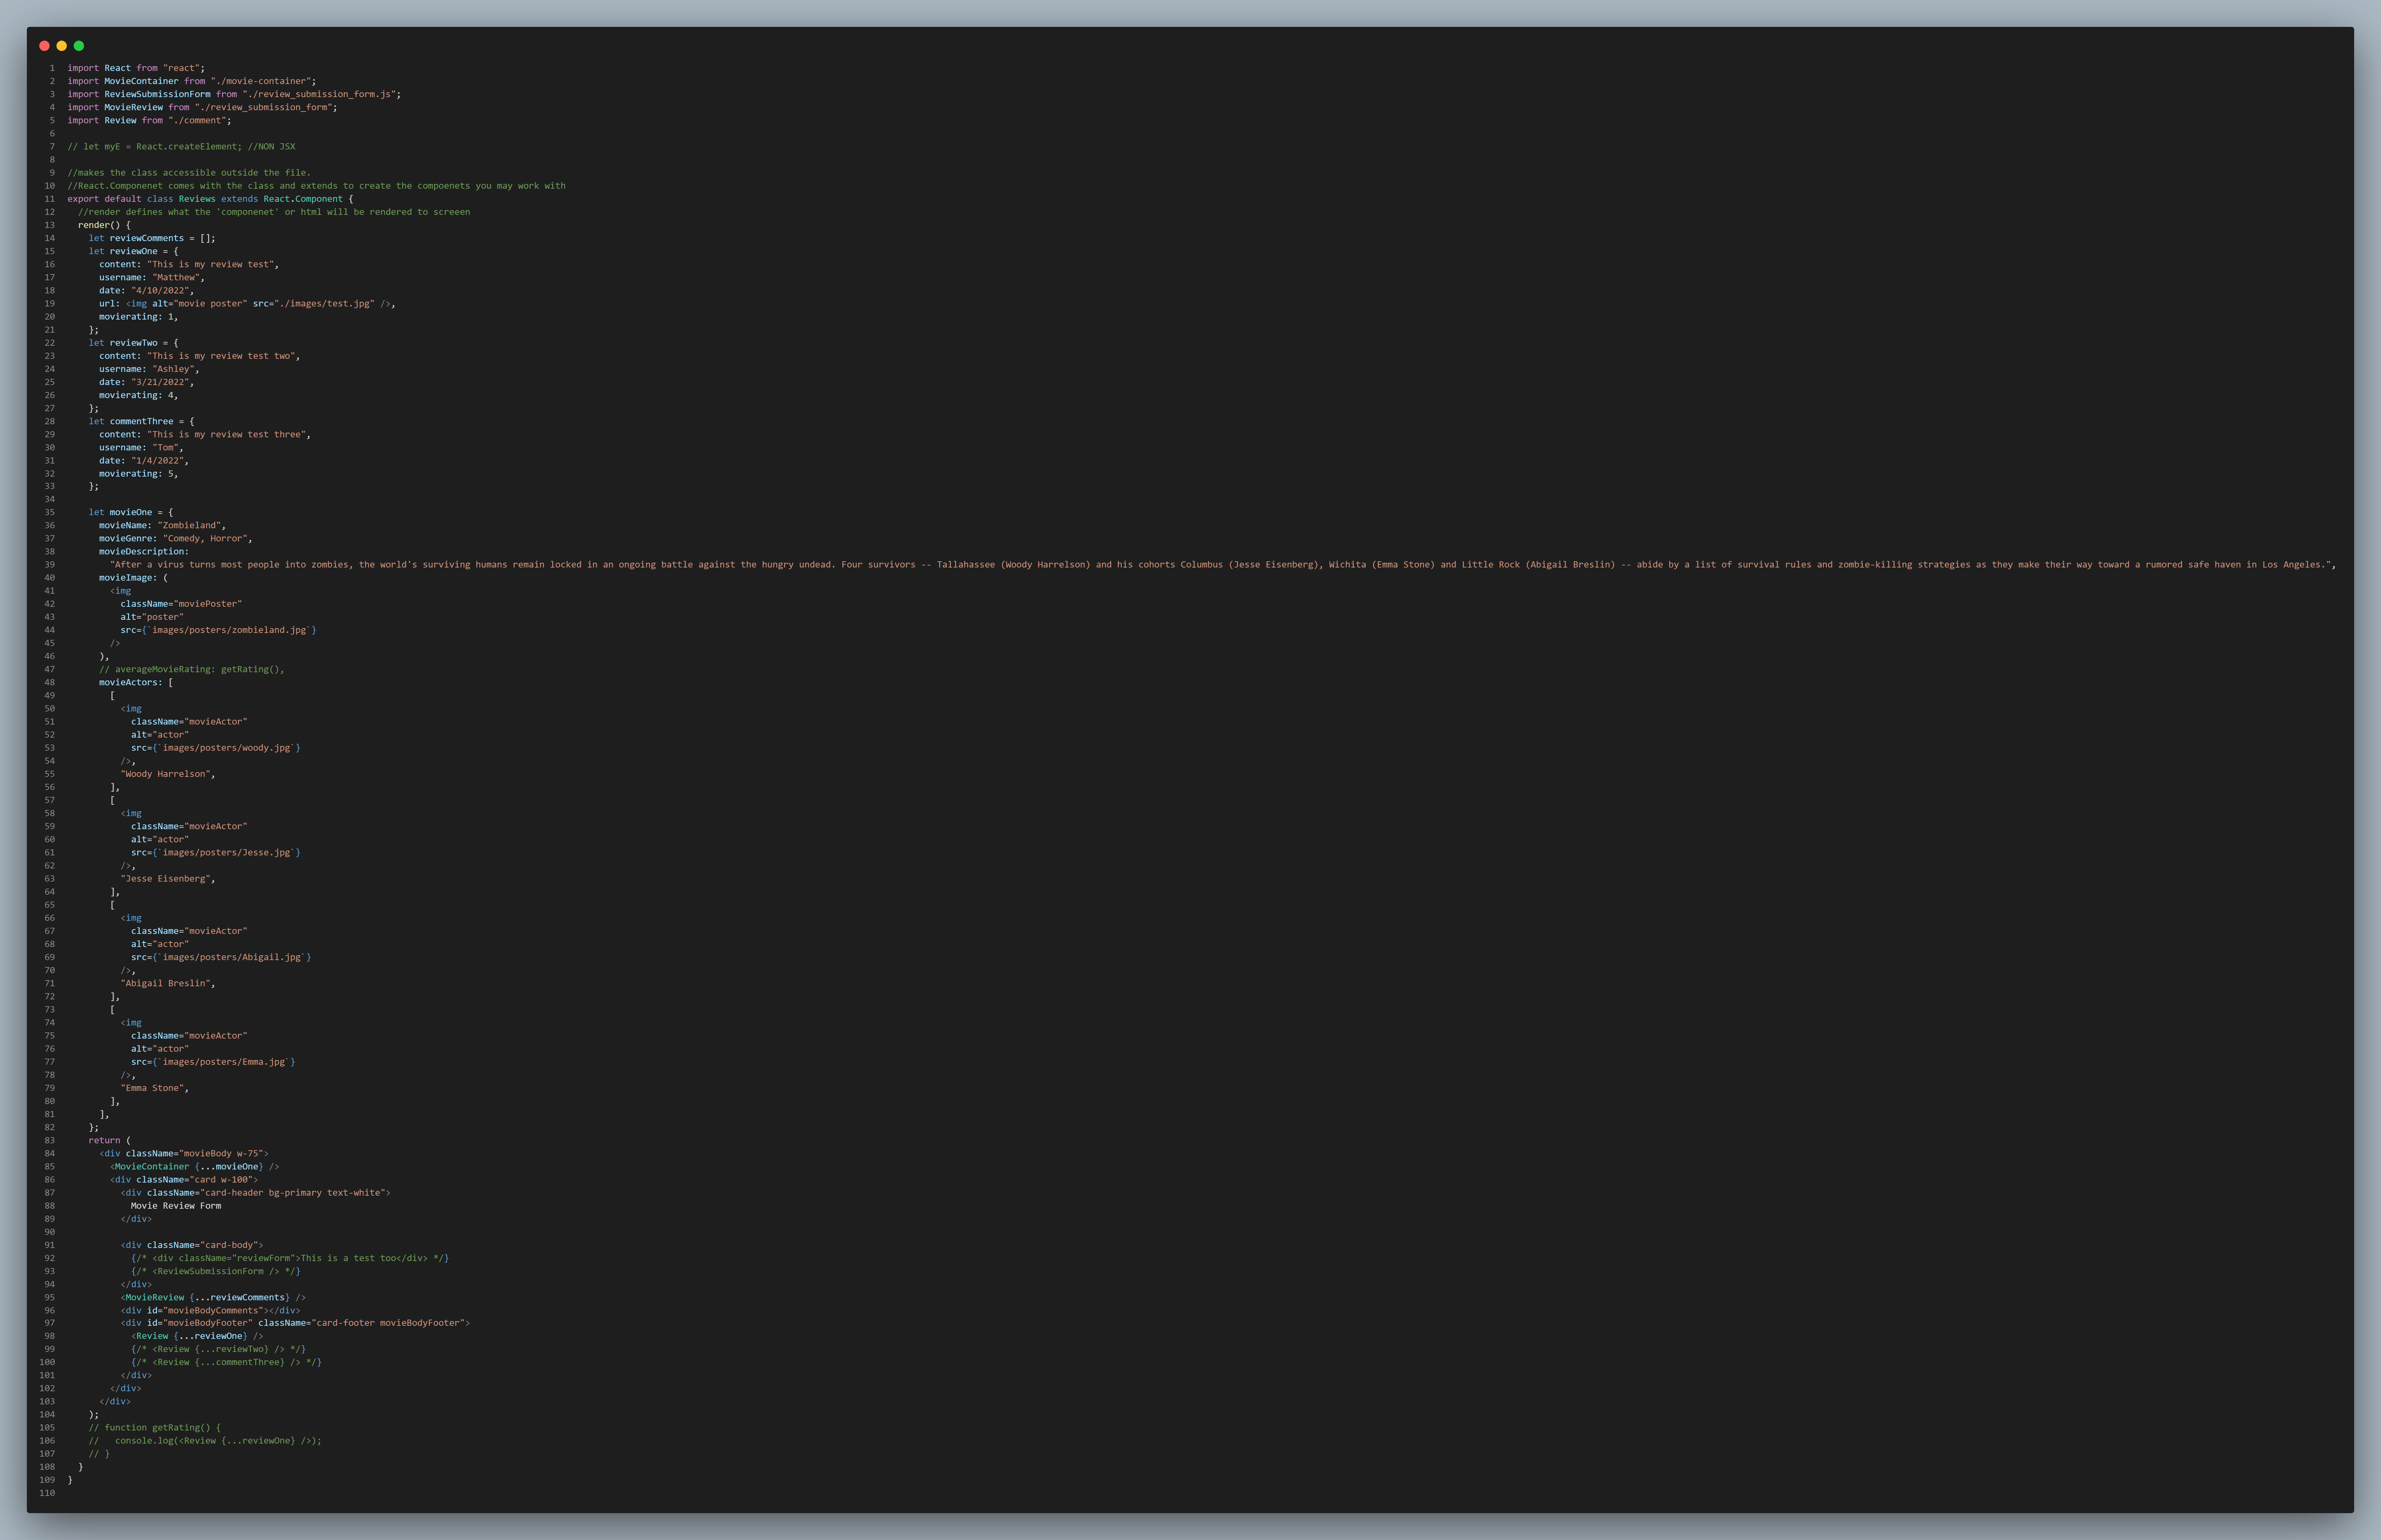 1 import React from "react";
2 import MovieContainer from "./movie-container";
3 import ReviewSubmissionForm from "./review_submission_form.js";
4 import MovieReview from "./review_submission_form";
5 import Review from "./comment";
6
7 // let myE = React.createElement; //NON JSX
8
9 //makes the class accessible outside the file.
10 //React.Componenet comes with the class and extends to create the compoenets you may work with
11 export default class Reviews extends React.Component {
12   //render defines what the 'componenet' or html will be rendered to screeen
13   render() {
14     let reviewComments = [];
15     let reviewOne = {
16       content: "This is my review test",
17       username: "Matthew",
18       date: "4/10/2022",
19       url: <img alt="movie poster" src="./images/test.jpg" />,
20       movierating: 1,
21     };
22     let reviewTwo = {
23       content: "This is my review test two",
24       username: "Ashley",
25       date: "3/21/2022",
26       movierating: 4,
27     };
28     let commentThree = {
29       content: "This is my review test three",
30       username: "Tom",
31       date: "1/4/2022",
32       movierating: 5,
33     };
34
35     let movieOne = {
36       movieName: "Zombieland",
37       movieGenre: "Comedy, Horror",
38       movieDescription:
39         "After a virus turns most people into zombies, the world's surviving humans remain locked in an ongoing battle against the hungry undead. Four survivors -- Tallahassee (Woody Harrelson) and his cohorts Columbus (Jesse Eisenberg), Wichita (Emma Stone) and Little Rock (Abigail Breslin) -- abide by a list of survival rules and zombie-killing strategies as they make their way toward a rumored safe haven in Los Angeles.",
40       movieImage: (
41         <img
42           className="moviePoster"
43           alt="poster"
44           src={`images/posters/zombieland.jpg`}
45         />
46       ),
47       // averageMovieRating: getRating(),
48       movieActors: [
49         [
50           <img
51             className="movieActor"
52             alt="actor"
53             src={`images/posters/woody.jpg`}
54           />,
55           "Woody Harrelson",
56         ],
57         [
58           <img
59             className="movieActor"
60             alt="actor"
61             src={`images/posters/Jesse.jpg`}
62           />,
63           "Jesse Eisenberg",
64         ],
65         [
66           <img
67             className="movieActor"
68             alt="actor"
69             src={`images/posters/Abigail.jpg`}
70           />,
71           "Abigail Breslin",
72         ],
73         [
74           <img
75             className="movieActor"
76             alt="actor"
77             src={`images/posters/Emma.jpg`}
78           />,
79           "Emma Stone",
80         ],
81       ],
82     };
83     return (
84       <div className="movieBody w-75">
85         <MovieContainer {...movieOne} />
86         <div className="card w-100">
87           <div className="card-header bg-primary text-white">
88             Movie Review Form
89           </div>
90
91           <div className="card-body">
92             {/* <div className="reviewForm">This is a test too</div> */}
93             {/* <ReviewSubmissionForm /> */}
94           </div>
95           <MovieReview {...reviewComments} />
96           <div id="movieBodyComments"></div>
97           <div id="movieBodyFooter" className="card-footer movieBodyFooter">
98             <Review {...reviewOne} />
99             {/* <Review {...reviewTwo} /> */}
100             {/* <Review {...commentThree} /> */}
101           </div>
102         </div>
103       </div>
104     );
105     // function getRating() {
106     //   console.log(<Review {...reviewOne} />);
107     // }
108   }
109 }
110